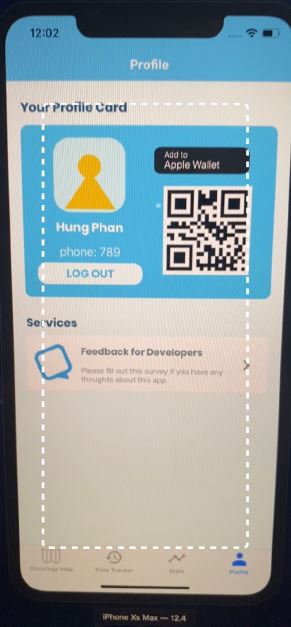 12:02
Profile
Your Profile Card
Add to
Apple Wallet
Hung Phan
phone: 789
LOG OUT
Services
Feedback for Developers
Please fill out this survey if you have any
thoughts about this app.
Oncology Map
Time Tracker
Stats
Profile
iPhone Xs Max — 12.4